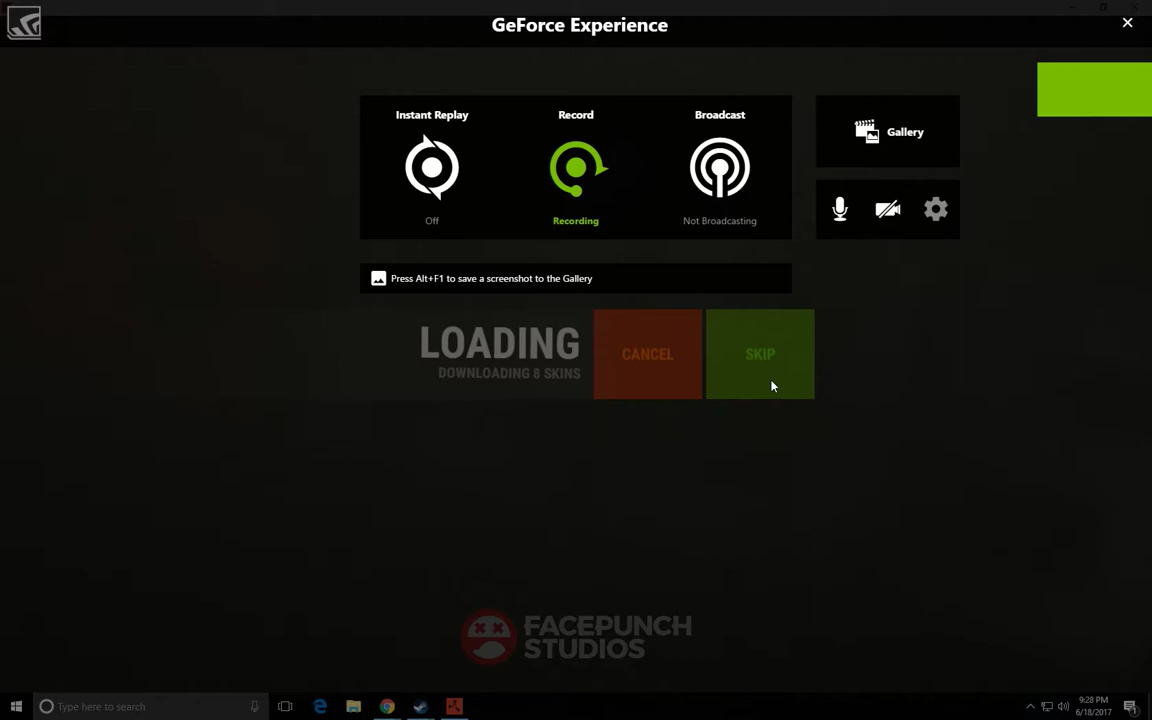 GeForce Experience
Instant Replay
Record
Broadcast
Gallery
Off
Recording
Not Broadcasting
Press Alt+F1 to save a screenshot to the Gallery
LOADING
DOWNLOADING 8 SKINS
CANCEL
SKIP
FACEPUNCH
STUDIOS
Type here to search
9:28 PM
6/18/2017